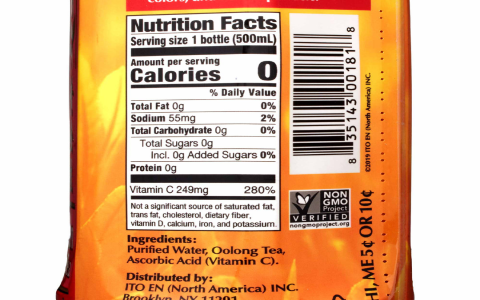 Nutrition Facts
Serving size 1 bottle (500mL)
Amount per serving
Calories 0
% Daily Value
Total Fat 0g 0%
Sodium 55mg 2%
Total Carbohydrate 0g 0%
Total Sugars 0g
Incl. 0g Added Sugars 0%
Protein 0g
Vitamin C 249mg 280%
Not a significant source of saturated fat,
trans fat, cholesterol, dietary fiber,
vitamin D, calcium, iron, and potassium.
Ingredients:
Purified Water, Oolong Tea,
Ascorbic Acid (Vitamin C).
Distributed by:
ITO EN (North America) INC.
Brooklyn, NY 11201
8 35143 00181 8
©2019 ITO EN (North America) INC.
NON
GMO
Project
VERIFIED
nongmoproject.org
HI, ME 5¢ OR 10¢